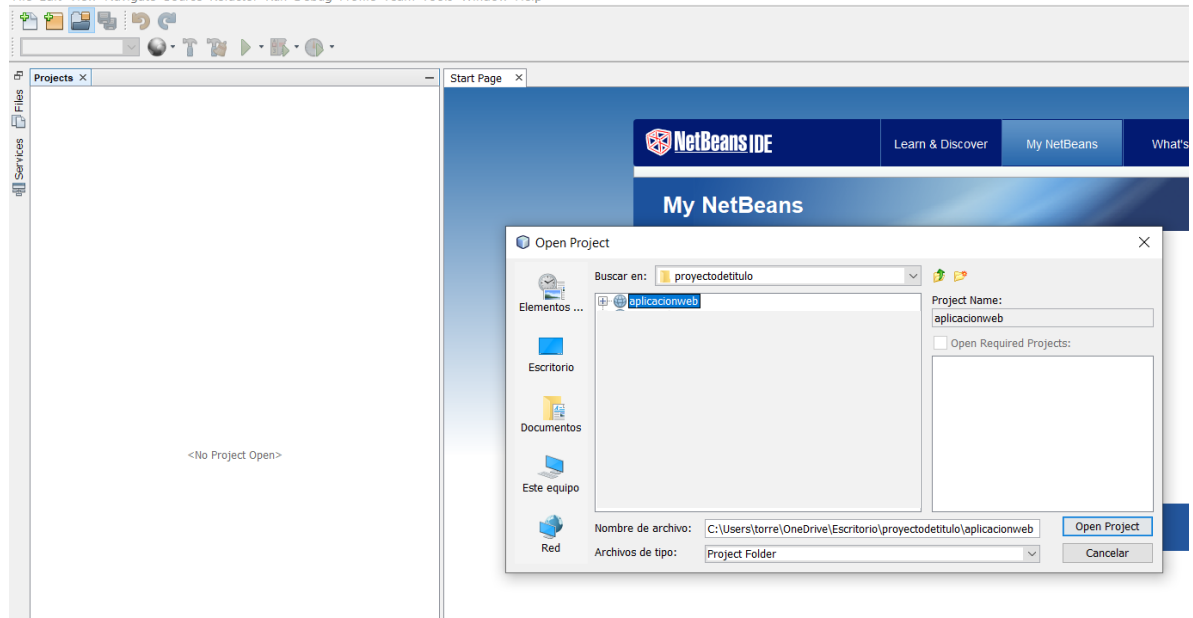 Projects
Start Page
Files
Services
NetBeans IDE
Learn & Discover
My NetBeans
What's
My NetBeans
<No Project Open>
Open Project
Buscar en:
proyectodetitulo
Elementos ...
Escritorio
Documentos
Este equipo
Red
aplicacionweb
Project Name:
aplicacionweb
Open Required Projects:
Nombre de archivo:
C:\Users\torre\OneDrive\Escritorio\proyectodetitulo\aplicacionweb
Open Project
Archivos de tipo:
Project Folder
Cancelar